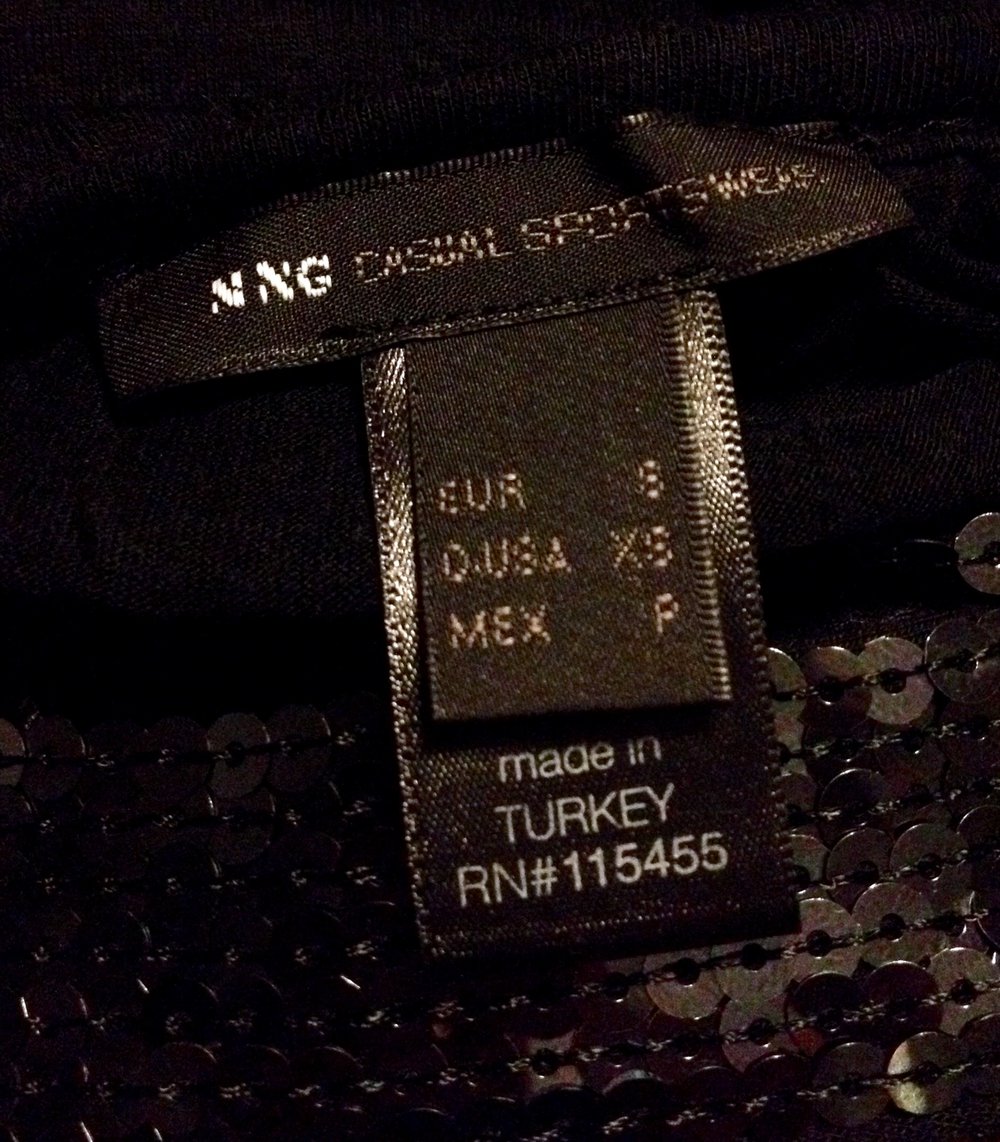 MNG CASUAL SPORTSWEAR
EUR S
O-USA XS
MEX P
made in
TURKEY
RN#115455